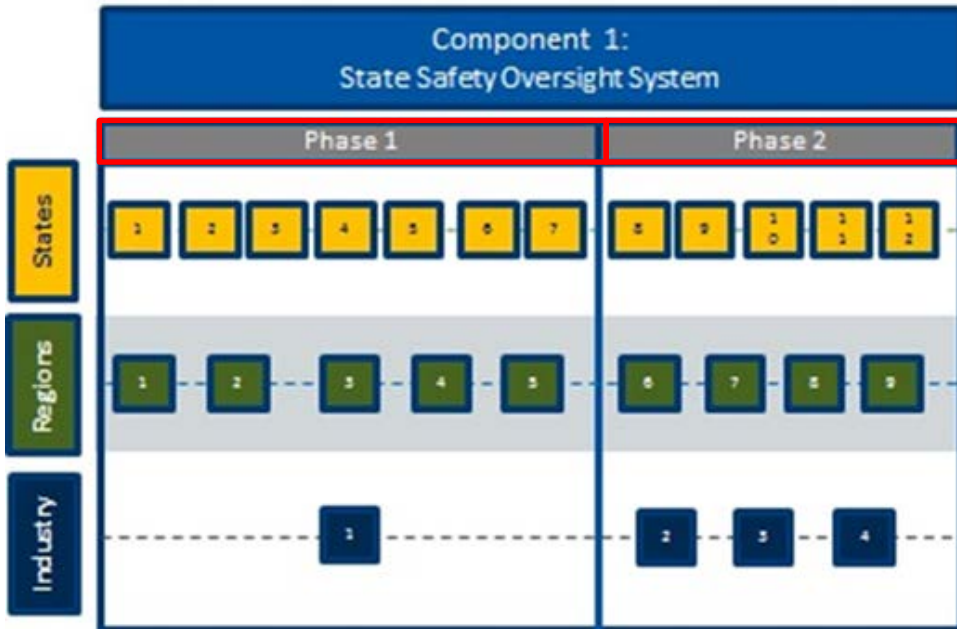 Component 1:
State Safety Oversight System
Phase 1 Phase 2
States
1 2 3 4 5 6 7 8 9 10 11 12
Regions
1 2 3 4 5 6 7 8 9
Industry
1 2 3 4